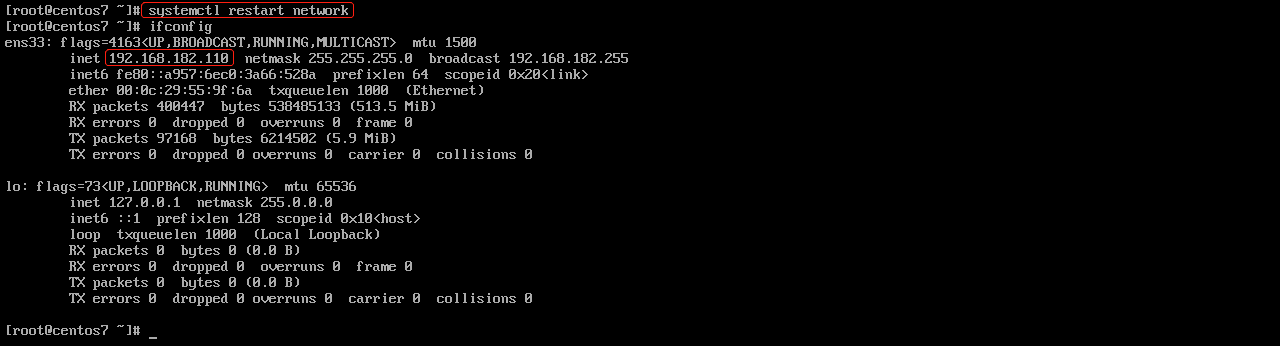 [root@centos7 ~]# systemctl restart network
[root@centos7 ~]# ifconfig
ens33: flags=4163<UP,BROADCAST,RUNNING,MULTICAST>  mtu 1500
        inet 192.168.182.110  netmask 255.255.255.0  broadcast 192.168.182.255
        inet6 fe80::a957:6ec0:3a66:528a  prefixlen 64  scopeid 0x20<link>
        ether 00:0c:29:55:9f:6a  txqueuelen 1000  (Ethernet)
        RX packets 400447  bytes 538485133 (513.5 MiB)
        RX errors 0  dropped 0  overruns 0  frame 0
        TX packets 97168  bytes 6214502 (5.9 MiB)
        TX errors 0  dropped 0 overruns 0  carrier 0  collisions 0

lo: flags=73<UP,LOOPBACK,RUNNING>  mtu 65536
        inet 127.0.0.1  netmask 255.0.0.0
        inet6 ::1  prefixlen 128  scopeid 0x10<host>
        loop  txqueuelen 1000  (Local Loopback)
        RX packets 0  bytes 0 (0.0 B)
        RX errors 0  dropped 0  overruns 0  frame 0
        TX packets 0  bytes 0 (0.0 B)
        TX errors 0  dropped 0 overruns 0  carrier 0  collisions 0

[root@centos7 ~]# _